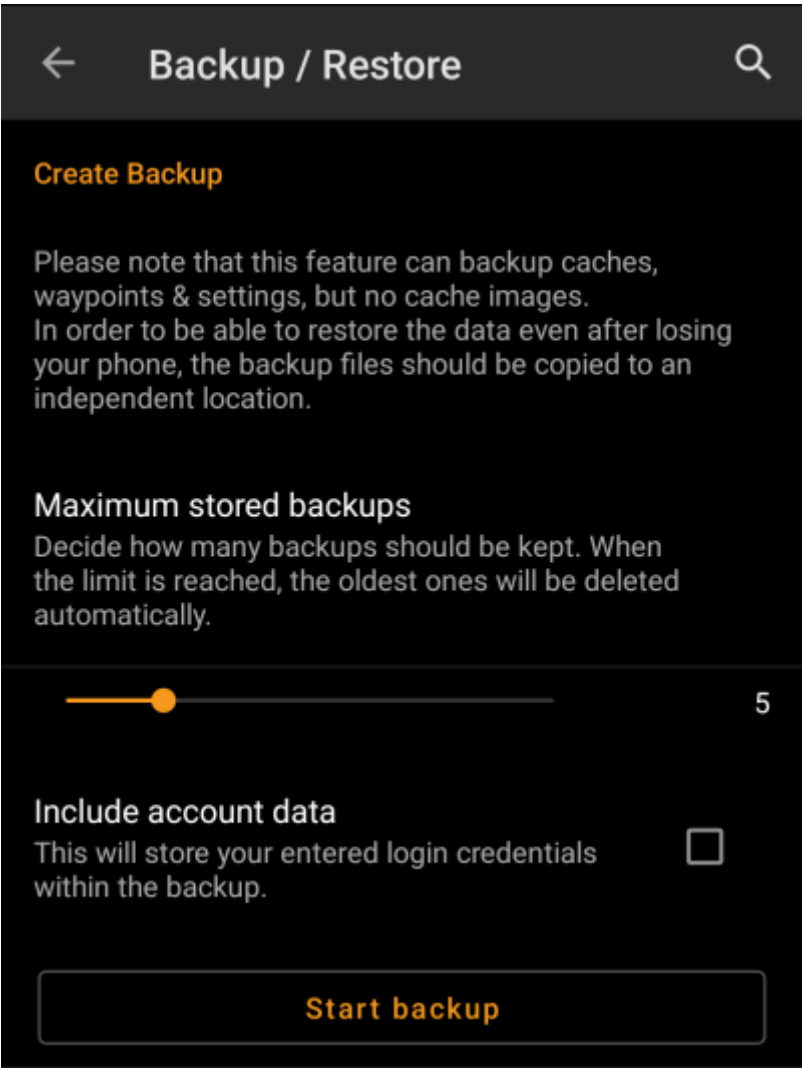 Backup / Restore
Create Backup
Please note that this feature can backup caches,
waypoints & settings, but no cache images.
In order to be able to restore the data even after losing
your phone, the backup files should be copied to an
independent location.
Maximum stored backups
Decide how many backups should be kept. When
the limit is reached, the oldest ones will be deleted
automatically.
5
Include account data
This will store your entered login credentials
within the backup.
Start backup